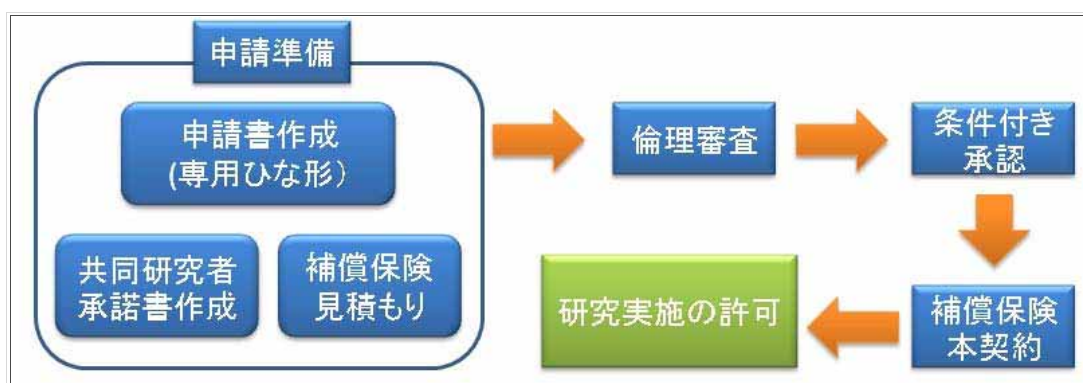 申請準備
申請書作成
(専用ひな形）
共同研究者
承諾書作成
補償保険
見積もり
倫理審査
条件付き
承認
補償保険
本契約
研究実施の許可